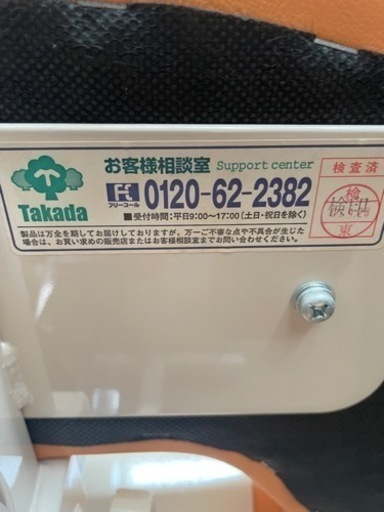 Takada
お客様相談室 Support center
フリーコール 0120-62-2382
■受付時間:平日9:00〜17:00(土・日・祝日を除く)
製品は万全を期してお届けしておりますが、万一ご不審な点や不具合が生じた
場合は、お買い求めの販売店またはお客様相談室までお問い合わせください。
検査済
検
検印
東